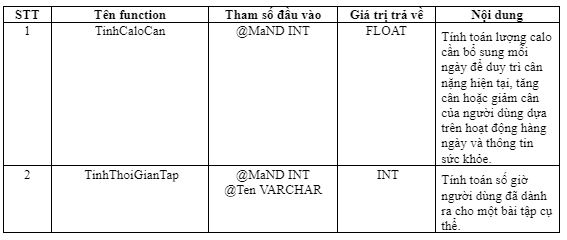 STT Tên function Tham số đầu vào Giá trị trả về Nội dung
1 TinhCaloCan @MaND INT FLOAT Tính toán lượng calo
cần bổ sung mỗi
ngày để duy trì cân
nặng hiện tại, tăng
cân hoặc giảm cân
của người dùng dựa
trên hoạt động hàng
ngày và thông tin
sức khỏe.
2 TinhThoiGianTap @MaND INT INT Tính toán số giờ
@Ten VARCHAR người dùng đã dành
ra cho một bài tập cụ
thể.